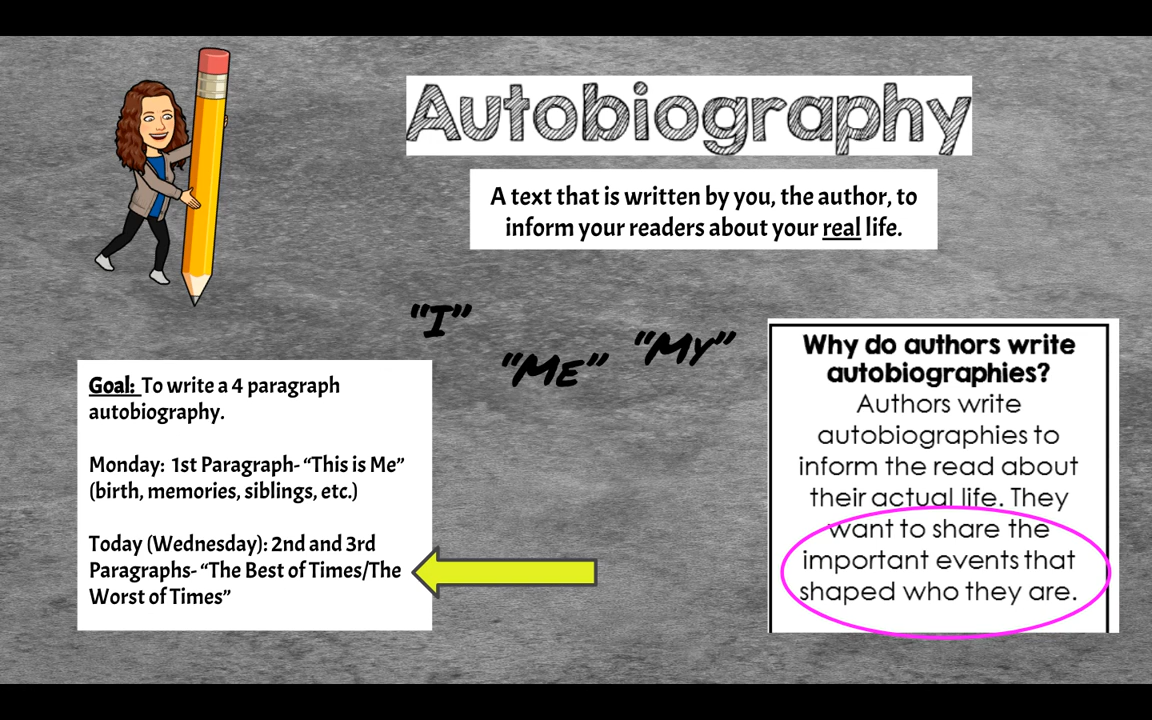 Autobiography
A text that is written by you, the author, to
inform your readers about your real life.
"I"
"ME"
"MY"
Goal: To write a 4 paragraph
autobiography.
Monday: 1st Paragraph- “This is Me”
(birth, memories, siblings, etc.)
Today (Wednesday): 2nd and 3rd
Paragraphs- “The Best of Times/The
Worst of Times”
Why do authors write
autobiographies?
Authors write
autobiographies to
inform the read about
their actual life. They
want to share the
important events that
shaped who they are.